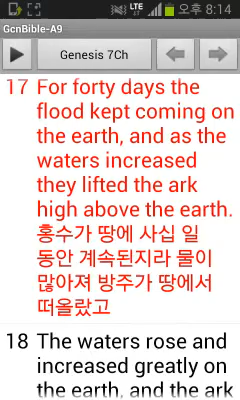 LTE 오후 8:14
GcnBible-A9
Genesis 7Ch
17 For forty days the
flood kept coming on
the earth, and as the
waters increased
they lifted the ark
high above the earth.
홍수가 땅에 사십 일
동안 계속된지라 물이
많아져 방주가 땅에서
떠올랐고
18 The waters rose and
increased greatly on
the earth, and the ark